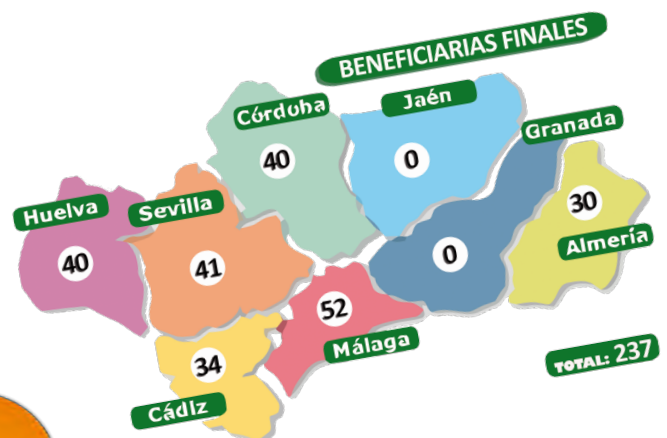 BENEFICIARIAS FINALES
Córdoba
40
Jaén
0
Granada
0
Huelva
40
Sevilla
41
30
Almería
52
Málaga
34
Cádiz
TOTAL: 237